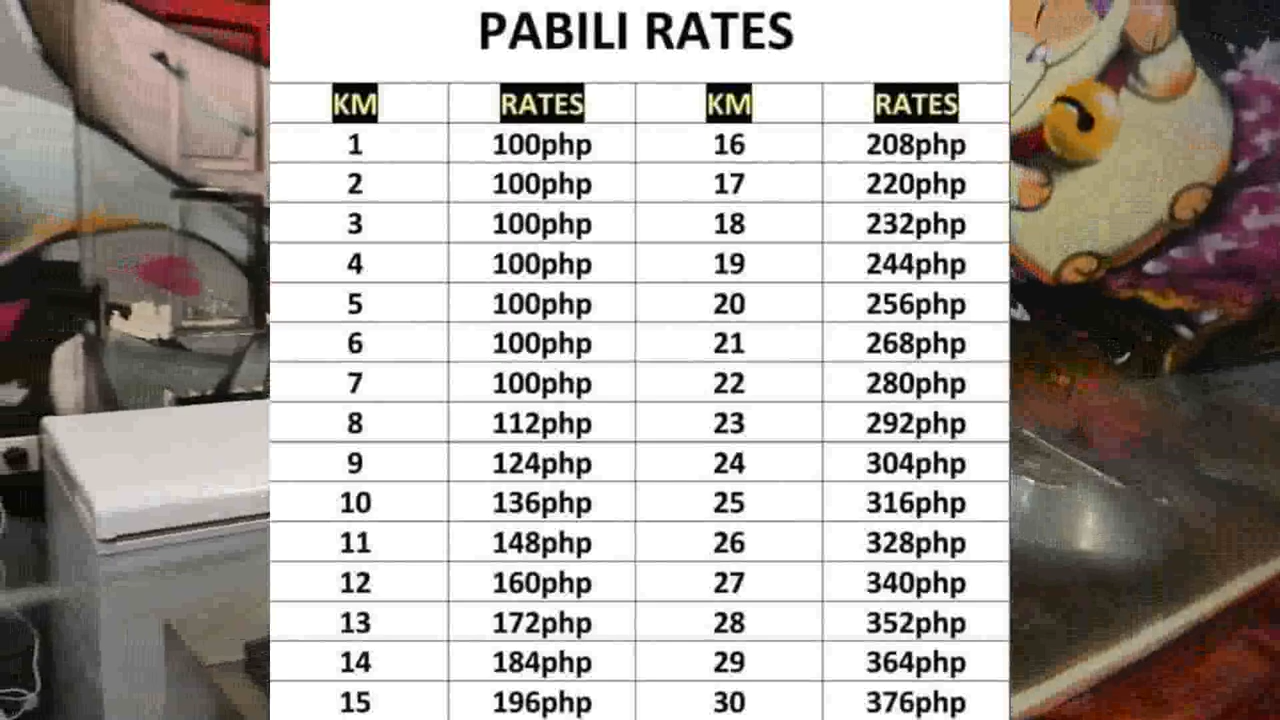 PABILI RATES
KM RATES KM RATES
1 100php 16 208php
2 100php 17 220php
3 100php 18 232php
4 100php 19 244php
5 100php 20 256php
6 100php 21 268php
7 100php 22 280php
8 112php 23 292php
9 124php 24 304php
10 136php 25 316php
11 148php 26 328php
12 160php 27 340php
13 172php 28 352php
14 184php 29 364php
15 196php 30 376php